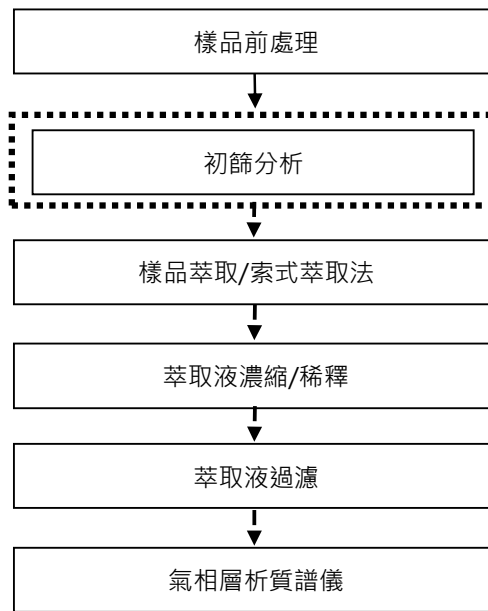 樣品前處理
初篩分析
樣品萃取/索式萃取法
萃取液濃縮/稀釋
萃取液過濾
氣相層析質譜儀